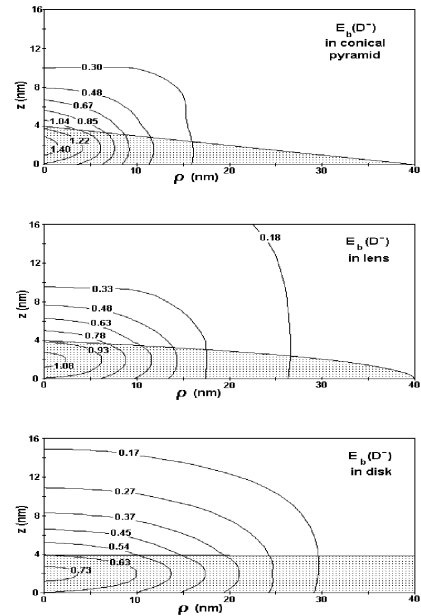 16
12
8
4
0
z (nm)
E_b(D⁻)
in conical
pyramid
0.30
0.48
0.67
1.04 0.85
1.22
1.40
0 10 20 30 40
ρ (nm)
16
12
8
4
0
z (nm)
0.18
E_b(D⁻)
in lens
0.33
0.48
0.63
0.78
0.93
1.08
0 10 20 30 40
ρ (nm)
16
12
8
4
0
z (nm)
E_b(D⁻)
in disk
0.17
0.27
0.37
0.45
0.54
0.63
0.73
0 10 20 30 40
ρ (nm)